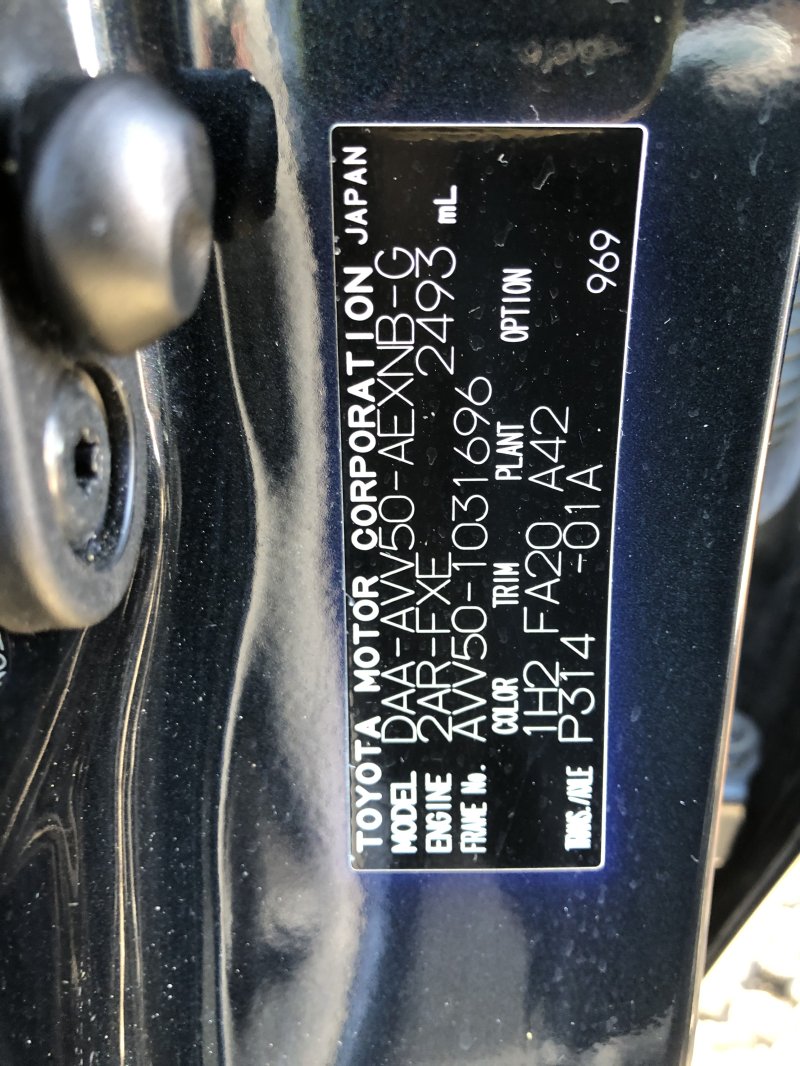 TOYOTA MOTOR CORPORATION JAPAN
MODEL DAA-AVV50-AEXNB-G
ENGINE 2AR-FXE 2493 mL
FRAME No. AVV50-1031696
COLOR TRIM PLANT OPTION
1H2 FA20 A42
TRANS./AXLE P314 -01A 969